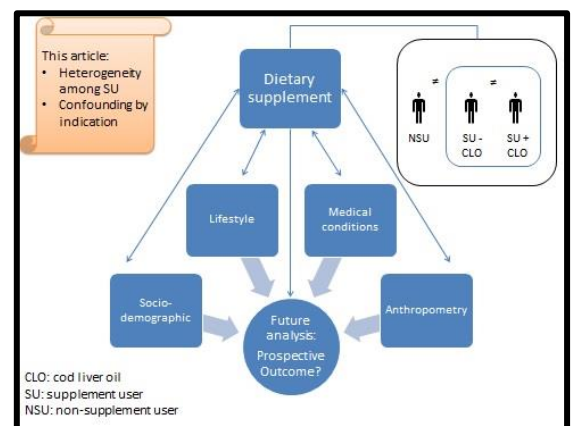 This article:
• Heterogeneity
among SU
• Confounding by
indication
Dietary
supplement
≠ ≠
NSU SU - SU +
CLO CLO
Lifestyle
Medical
conditions
Socio-
demographic
Anthropometry
Future
analysis:
Prospective
Outcome?
CLO: cod liver oil
SU: supplement user
NSU: non-supplement user